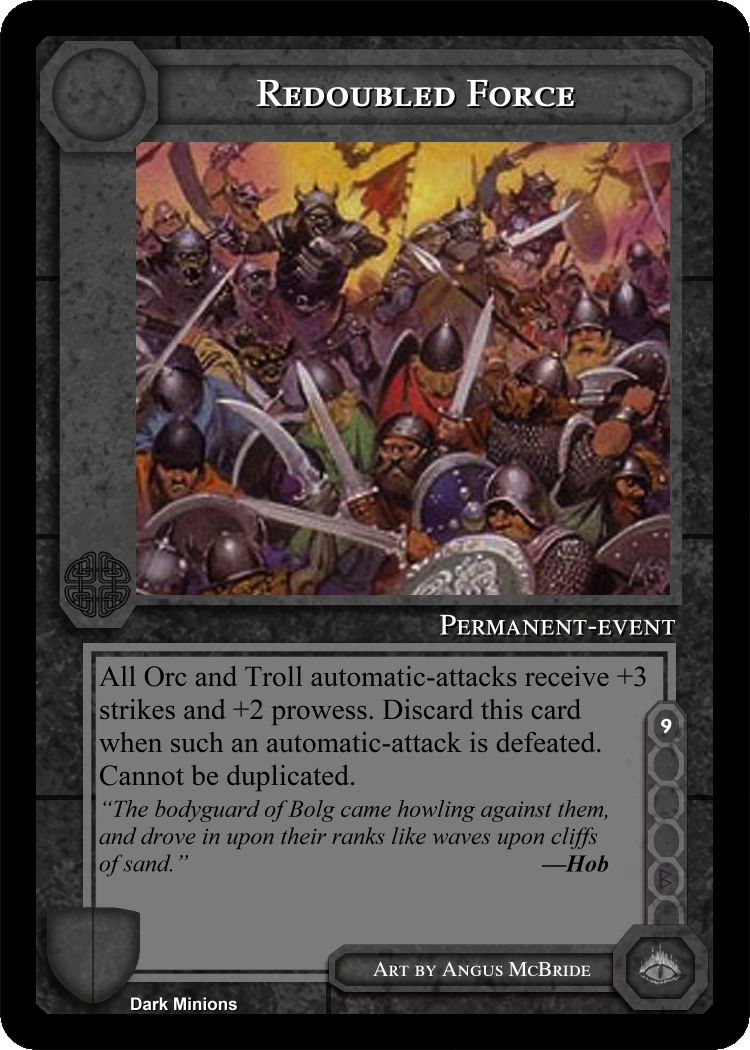 Redoubled Force
Permanent-event
All Orc and Troll automatic-attacks receive +3
strikes and +2 prowess. Discard this card
when such an automatic-attack is defeated.
Cannot be duplicated.
“The bodyguard of Bolg came howling against them,
and drove in upon their ranks like waves upon cliffs
of sand.” —Hob
9
B
Art by Angus McBride
Dark Minions